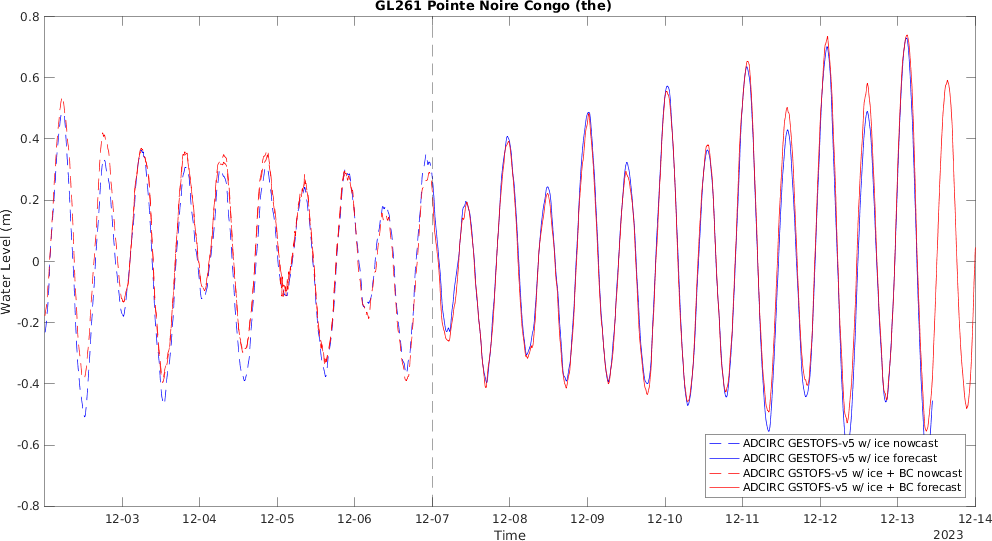 GL261 Pointe Noire Congo (the)
0.8
0.6
0.4
0.2
0
-0.2
-0.4
-0.6
-0.8
Water Level (m)
ADCIRC GESTOFS-v5 w/ ice nowcast
ADCIRC GESTOFS-v5 w/ ice forecast
ADCIRC GSTOFS-v5 w/ ice + BC nowcast
ADCIRC GSTOFS-v5 w/ ice + BC forecast
12-03 12-04 12-05 12-06 12-07 12-08 12-09 12-10 12-11 12-12 12-13 12-14
Time
2023